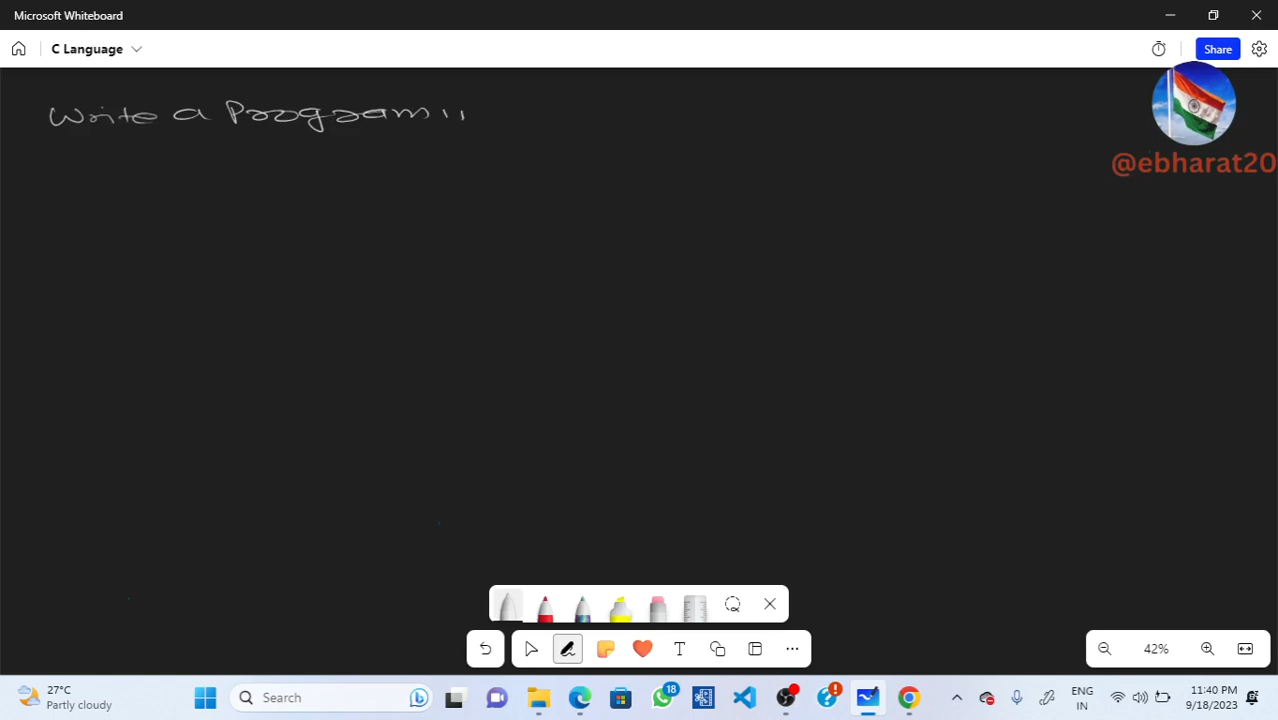 Microsoft Whiteboard
C Language
Share
Write a Program ''
@ebharat20
42%
27°C
Partly cloudy
Search
18
ENG
IN
11:40 PM
9/18/2023